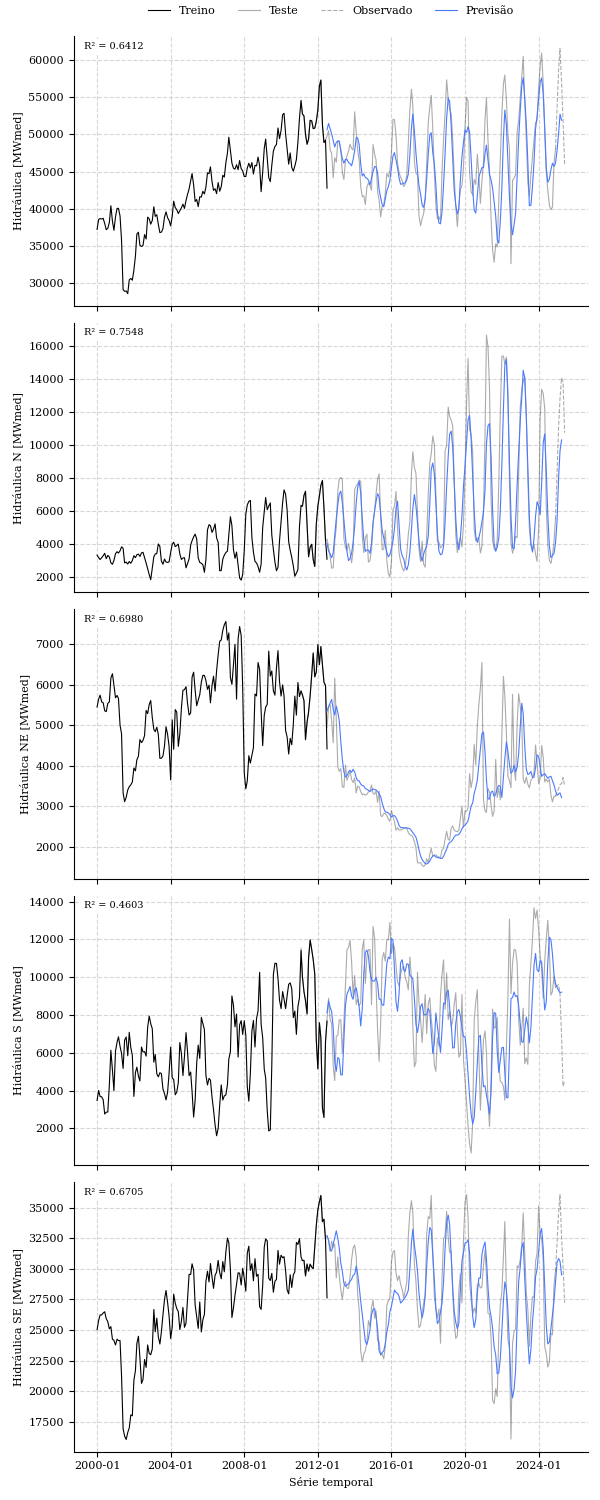 Treino Teste Observado Previsão
R² = 0.6412
60000
55000
50000
45000
40000
35000
30000
Hidráulica [MWmed]
R² = 0.7548
16000
14000
12000
10000
8000
6000
4000
2000
Hidráulica N [MWmed]
R² = 0.6980
7000
6000
5000
4000
3000
2000
Hidráulica NE [MWmed]
R² = 0.4603
14000
12000
10000
8000
6000
4000
2000
Hidráulica S [MWmed]
R² = 0.6705
35000
32500
30000
27500
25000
22500
20000
17500
Hidráulica SE [MWmed]
2000-01 2004-01 2008-01 2012-01 2016-01 2020-01 2024-01
Série temporal